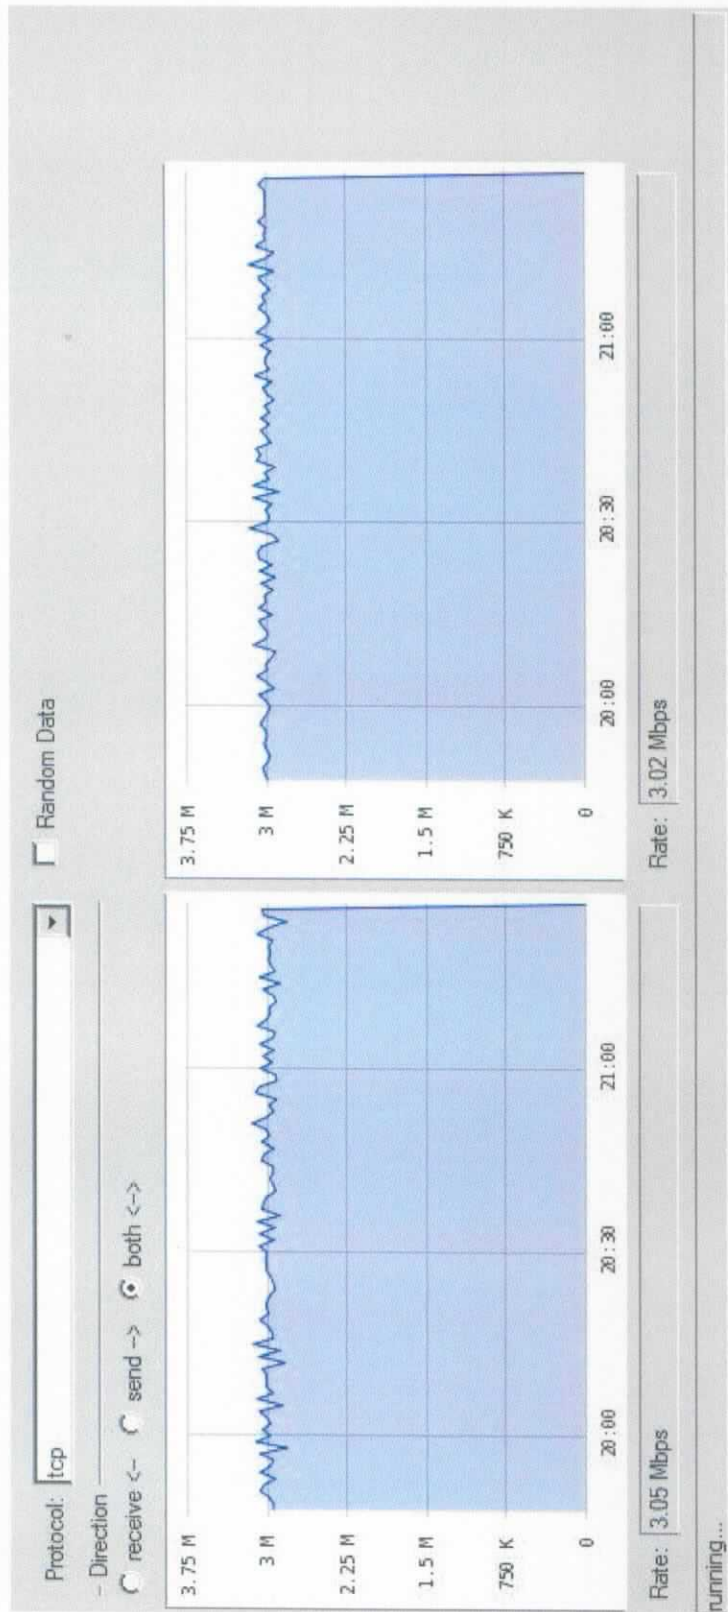 Protocol: tcp
Random Data
Direction
receive <-- send --> both <-->
3.75 M
3 M
2.25 M
1.5 M
750 K
0
20:00 20:30 21:00
Rate: 3.05 Mbps
3.75 M
3 M
2.25 M
1.5 M
750 K
0
20:00 20:30 21:00
Rate: 3.02 Mbps
running...